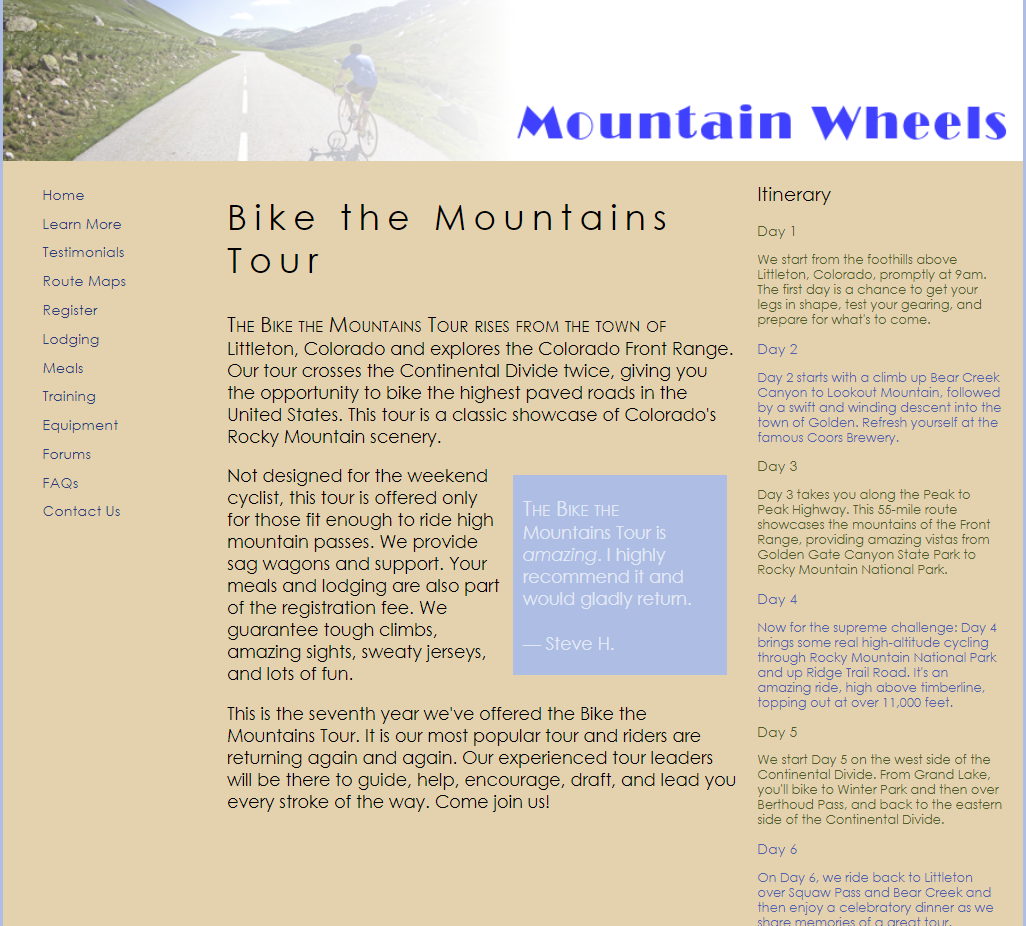 Mountain Wheels
Home
Learn More
Testimonials
Route Maps
Register
Lodging
Meals
Training
Equipment
Forums
FAQs
Contact Us
Bike the Mountains
Tour
The Bike the Mountains Tour rises from the town of
Littleton, Colorado and explores the Colorado Front Range.
Our tour crosses the Continental Divide twice, giving you
the opportunity to bike the highest paved roads in the
United States. This tour is a classic showcase of Colorado's
Rocky Mountain scenery.
Not designed for the weekend
cyclist, this tour is offered only
for those fit enough to ride high
mountain passes. We provide
sag wagons and support. Your
meals and lodging are also part
of the registration fee. We
guarantee tough climbs,
amazing sights, sweaty jerseys,
and lots of fun.
The Bike the
Mountains Tour is
amazing. I highly
recommend it and
would gladly return.
— Steve H.
This is the seventh year we've offered the Bike the
Mountains Tour. It is our most popular tour and riders are
returning again and again. Our experienced tour leaders
will be there to guide, help, encourage, draft, and lead you
every stroke of the way. Come join us!
Itinerary
Day 1
We start from the foothills above
Littleton, Colorado, promptly at 9am.
The first day is a chance to get your
legs in shape, test your gearing, and
prepare for what's to come.
Day 2
Day 2 starts with a climb up Bear Creek
Canyon to Lookout Mountain, followed
by a swift and winding descent into the
town of Golden. Refresh yourself at the
famous Coors Brewery.
Day 3
Day 3 takes you along the Peak to
Peak Highway. This 55-mile route
showcases the mountains of the Front
Range, providing amazing vistas from
Golden Gate Canyon State Park to
Rocky Mountain National Park.
Day 4
Now for the supreme challenge: Day 4
brings some real high-altitude cycling
through Rocky Mountain National Park
and up Ridge Trail Road. It's an
amazing ride, high above timberline,
topping out at over 11,000 feet.
Day 5
We start Day 5 on the west side of the
Continental Divide. From Grand Lake,
you'll bike to Winter Park and then over
Berthoud Pass, and back to the eastern
side of the Continental Divide.
Day 6
On Day 6, we ride back to Littleton
over Squaw Pass and Bear Creek and
then enjoy a celebratory dinner as we
share memories of a great tour.